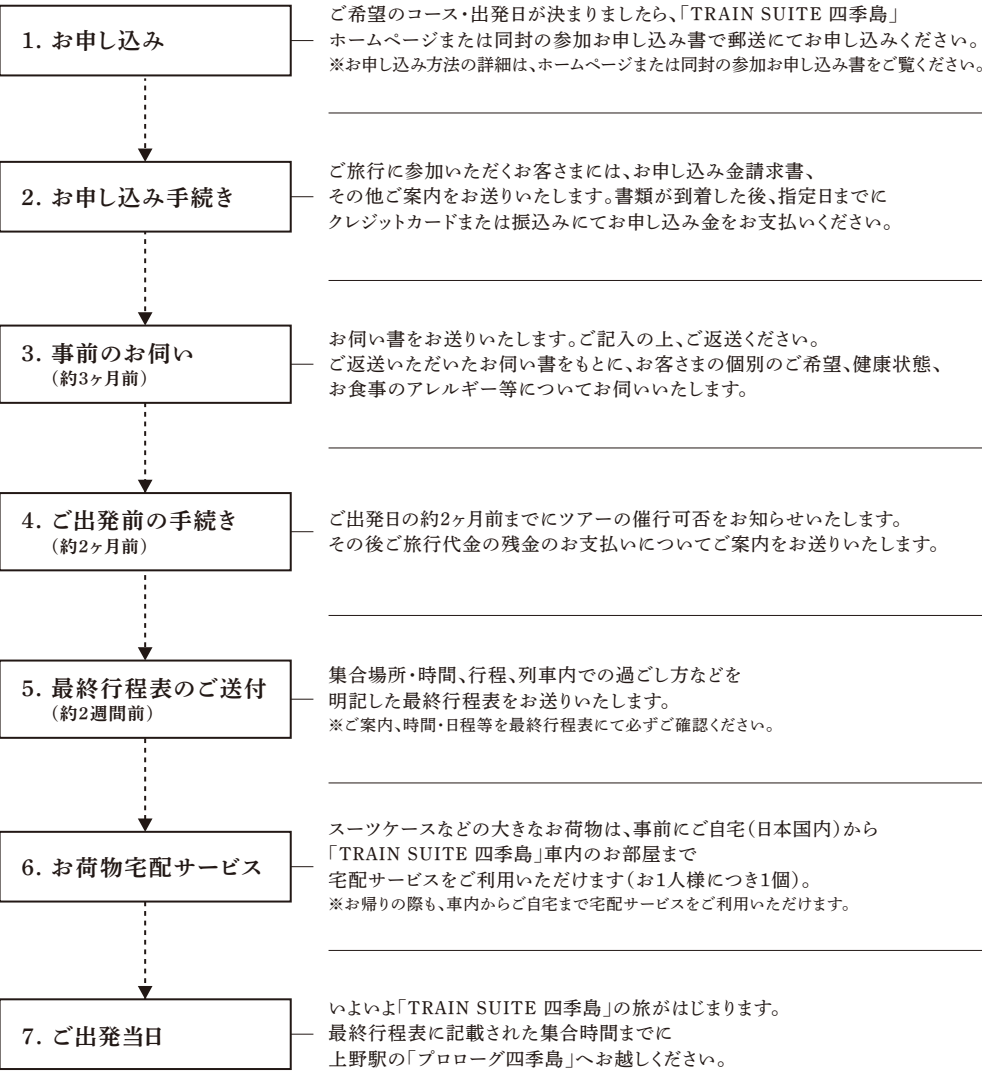 1. お申し込み
ご希望のコース・出発日が決まりましたら、「TRAIN SUITE 四季島」
ホームページまたは同封の参加お申し込み書で郵送にてお申し込みください。
※お申し込み方法の詳細は、ホームページまたは同封の参加お申し込み書をご覧ください。
2. お申し込み手続き
ご旅行に参加いただくお客さまには、お申し込み金請求書、
その他ご案内をお送りいたします。書類が到着した後、指定日までに
クレジットカードまたは振込みにてお申し込み金をお支払いください。
3. 事前のお伺い
(約3ヶ月前)
お伺い書をお送りいたします。ご記入の上、ご返送ください。
ご返送いただいたお伺い書をもとに、お客さまの個別のご希望、健康状態、
お食事のアレルギー等についてお伺いいたします。
4. ご出発前の手続き
(約2ヶ月前)
ご出発日の約2ヶ月前までにツアーの催行可否をお知らせいたします。
その後ご旅行代金の残金のお支払いについてご案内をお送りいたします。
5. 最終行程表のご送付
(約2週間前)
集合場所・時間、行程、列車内での過ごし方などを
明記した最終行程表をお送りいたします。
※ご案内、時間・日程等を最終行程表にて必ずご確認ください。
6. お荷物宅配サービス
スーツケースなどの大きなお荷物は、事前にご自宅(日本国内)から
「TRAIN SUITE 四季島」車内のお部屋まで
宅配サービスをご利用いただけます(お1人様につき1個)。
※お帰りの際も、車内からご自宅まで宅配サービスをご利用いただけます。
7. ご出発当日
いよいよ「TRAIN SUITE 四季島」の旅がはじまります。
最終行程表に記載された集合時間までに
上野駅の「プロローグ四季島」へお越しください。